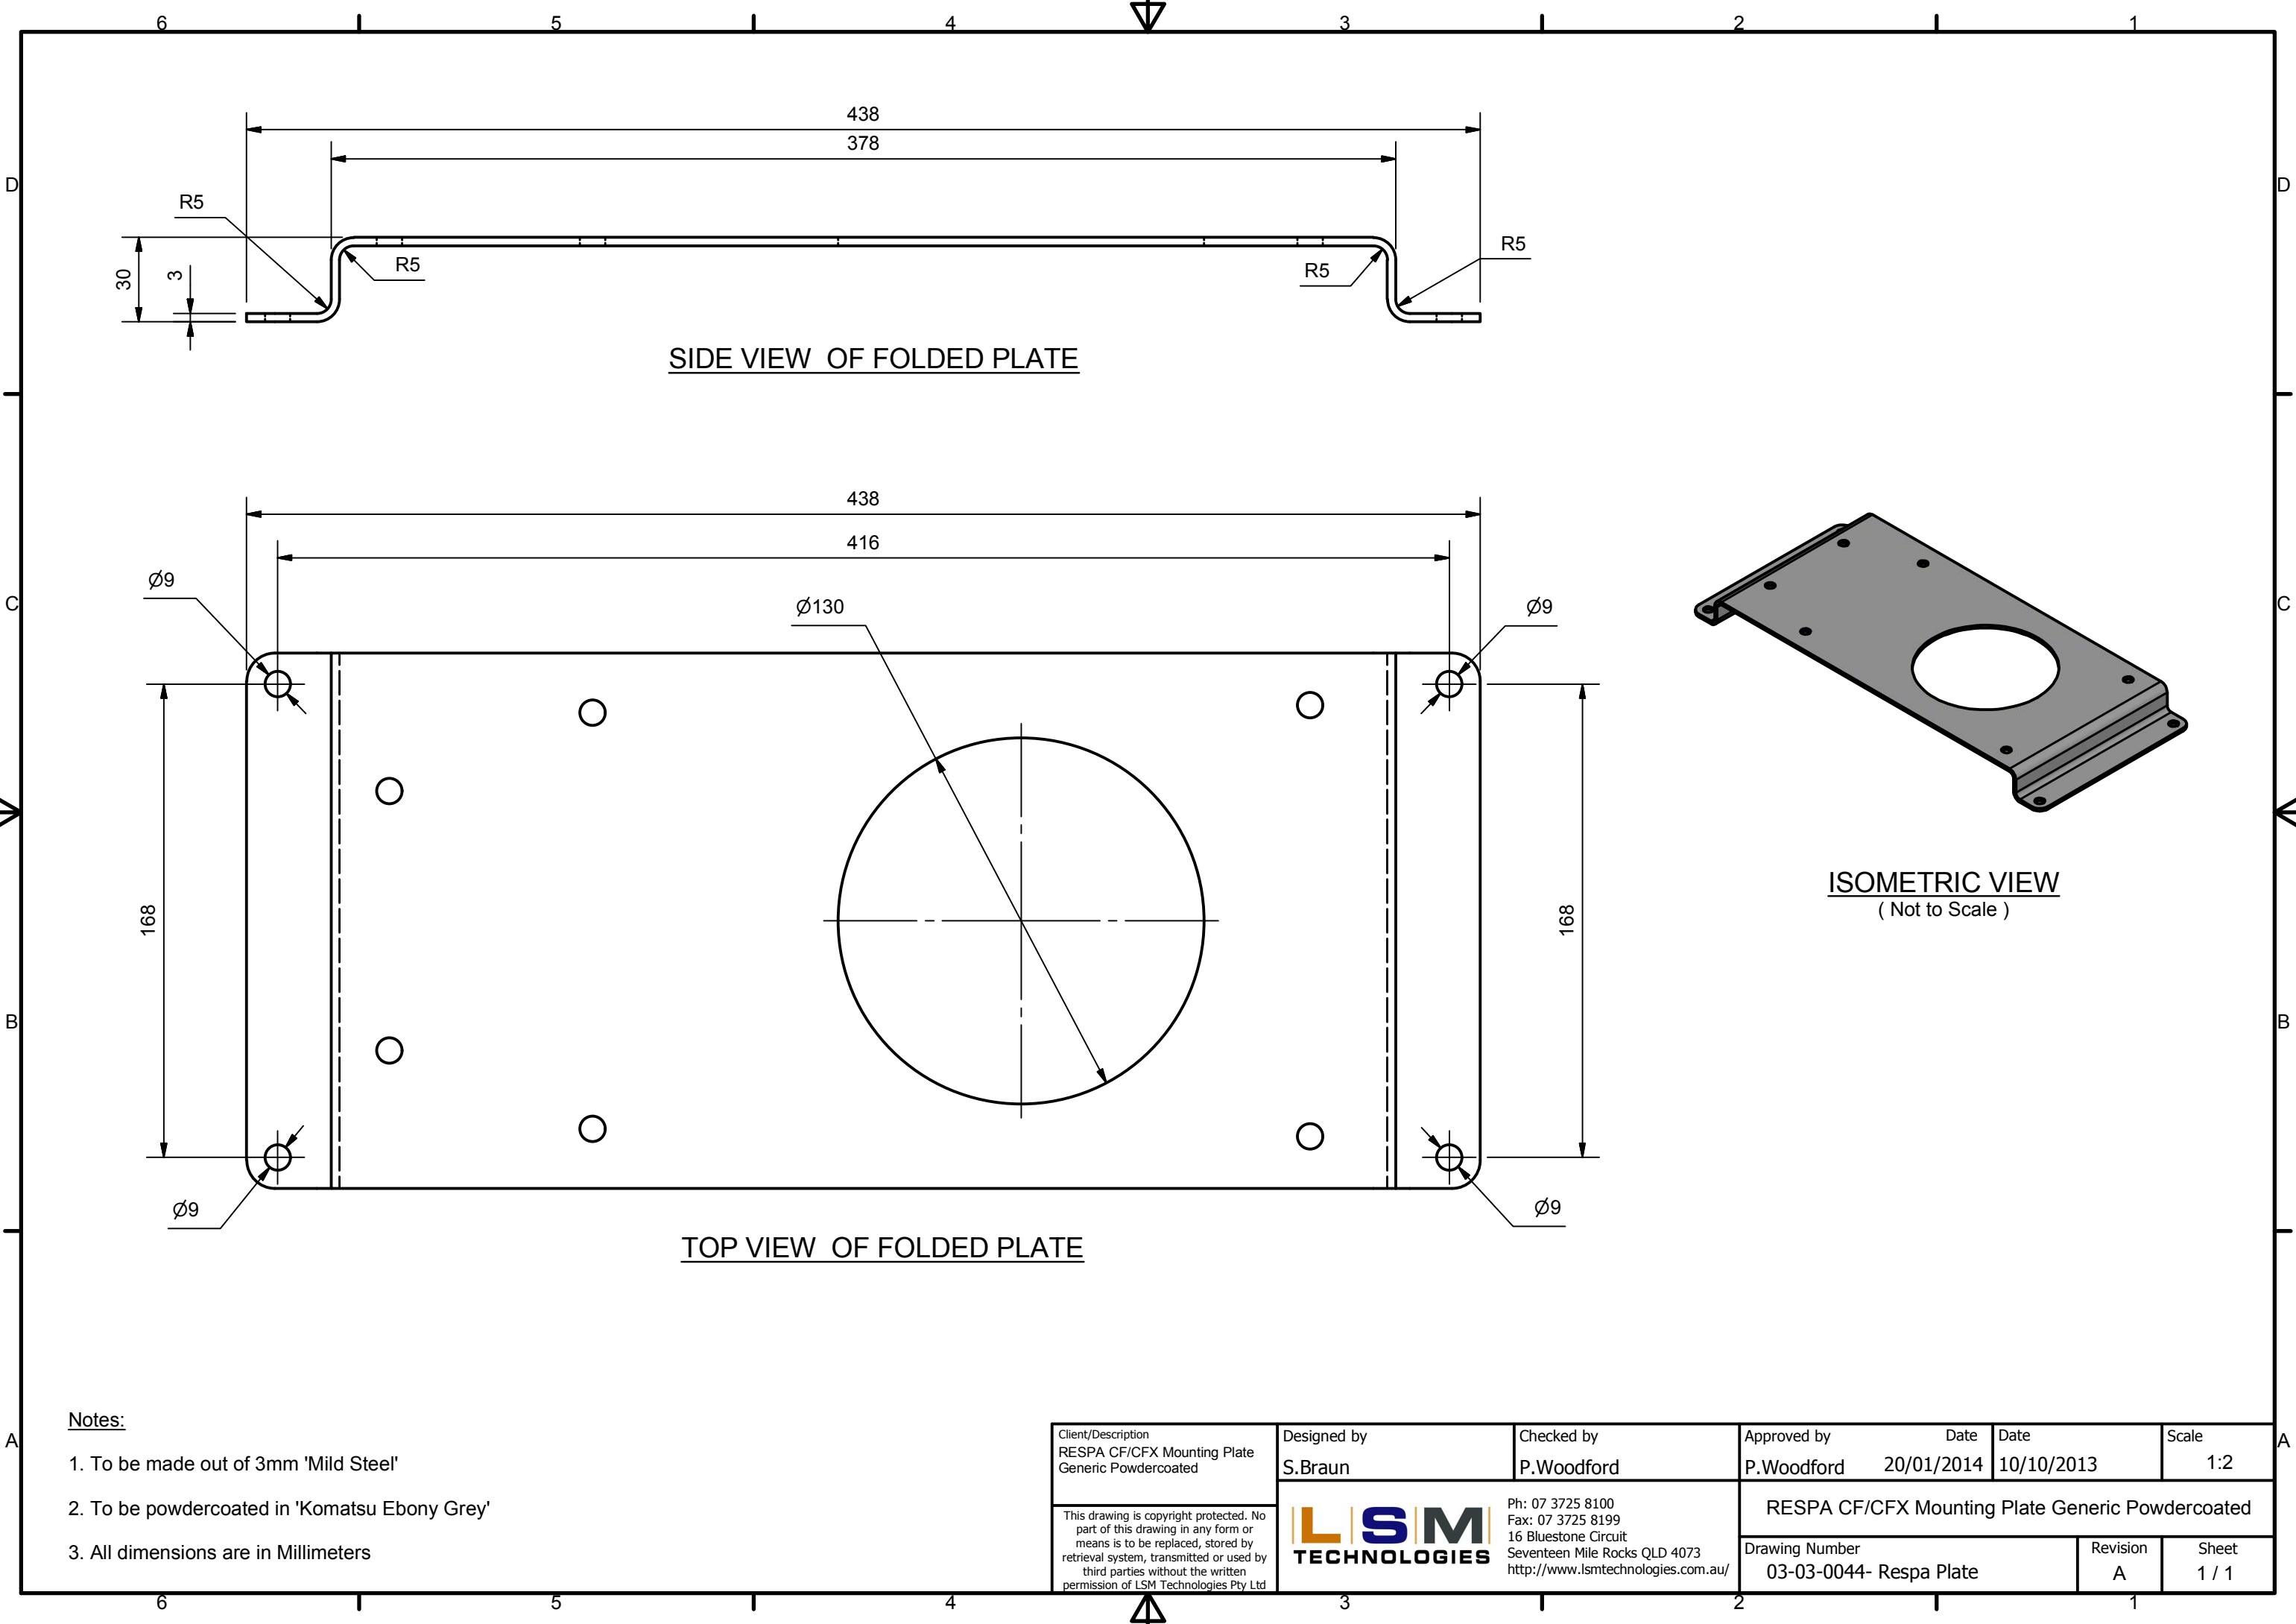 6 5 4 3 2 1
D D
438
378
R5
R5
R5
R5
30
3
SIDE VIEW OF FOLDED PLATE
438
416
Ø9
Ø130
Ø9
C C
168
168
ISOMETRIC VIEW
( Not to Scale )
B B
Ø9
Ø9
TOP VIEW OF FOLDED PLATE
A A
Notes:
1. To be made out of 3mm 'Mild Steel'
2. To be powdercoated in 'Komatsu Ebony Grey'
3. All dimensions are in Millimeters
Client/Description
RESPA CF/CFX Mounting Plate
Generic Powdercoated
Designed by
S.Braun
Checked by
P.Woodford
Approved by Date
P.Woodford 20/01/2014
Date
10/10/2013
Scale
1:2
This drawing is copyright protected. No
part of this drawing in any form or
means is to be replaced, stored by
retrieval system, transmitted or used by
third parties without the written
permission of LSM Technologies Pty Ltd
LSM
TECHNOLOGIES
Ph: 07 3725 8100
Fax: 07 3725 8199
16 Bluestone Circuit
Seventeen Mile Rocks QLD 4073
http://www.lsmtechnologies.com.au/
RESPA CF/CFX Mounting Plate Generic Powdercoated
Drawing Number
03-03-0044- Respa Plate
Revision
A
Sheet
1 / 1
6 5 4 3 2 1